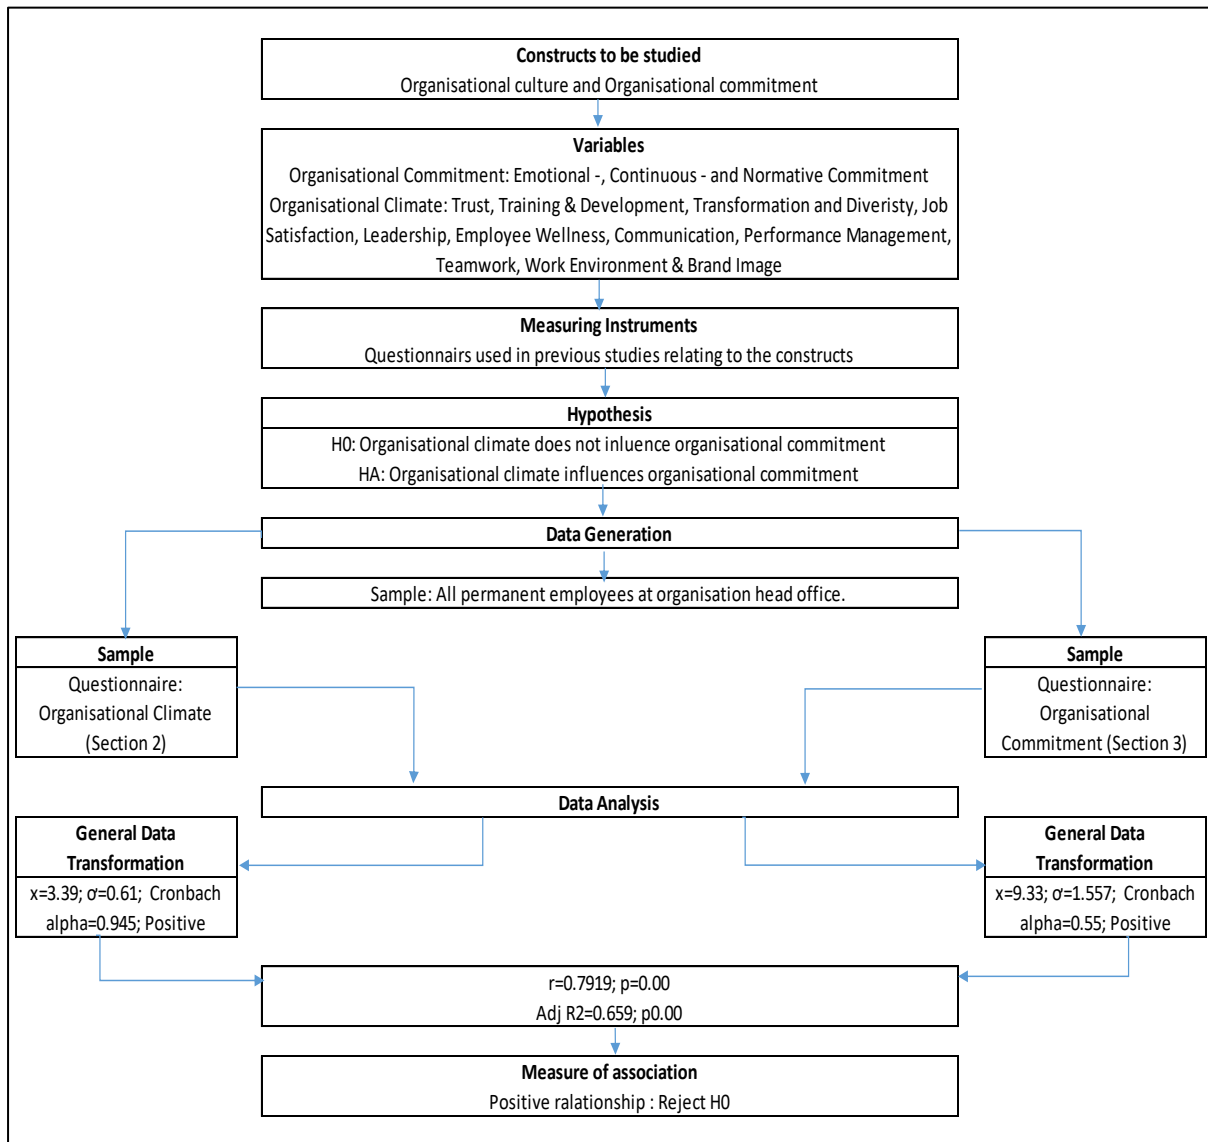 Constructs to be studied
Organisational culture and Organisational commitment
Variables
Organisational Commitment: Emotional -, Continuous - and Normative Commitment
Organisational Climate: Trust, Training & Development, Transformation and Diveristy, Job
Satisfaction, Leadership, Employee Wellness, Communication, Performance Management,
Teamwork, Work Environment & Brand Image
Measuring Instruments
Questionnairs used in previous studies relating to the constructs
Hypothesis
H0: Organisational climate does not inluence organisational commitment
HA: Organisational climate influences organisational commitment
Data Generation
Sample: All permanent employees at organisation head office.
Sample
Questionnaire:
Organisational Climate
(Section 2)
Sample
Questionnaire:
Organisational
Commitment (Section 3)
Data Analysis
General Data
Transformation
x=3.39; σ=0.61; Cronbach
alpha=0.945; Positive
General Data
Transformation
x=9.33; σ=1.557; Cronbach
alpha=0.55; Positive
r=0.7919; p=0.00
Adj R2=0.659; p0.00
Measure of association
Positive ralationship : Reject H0